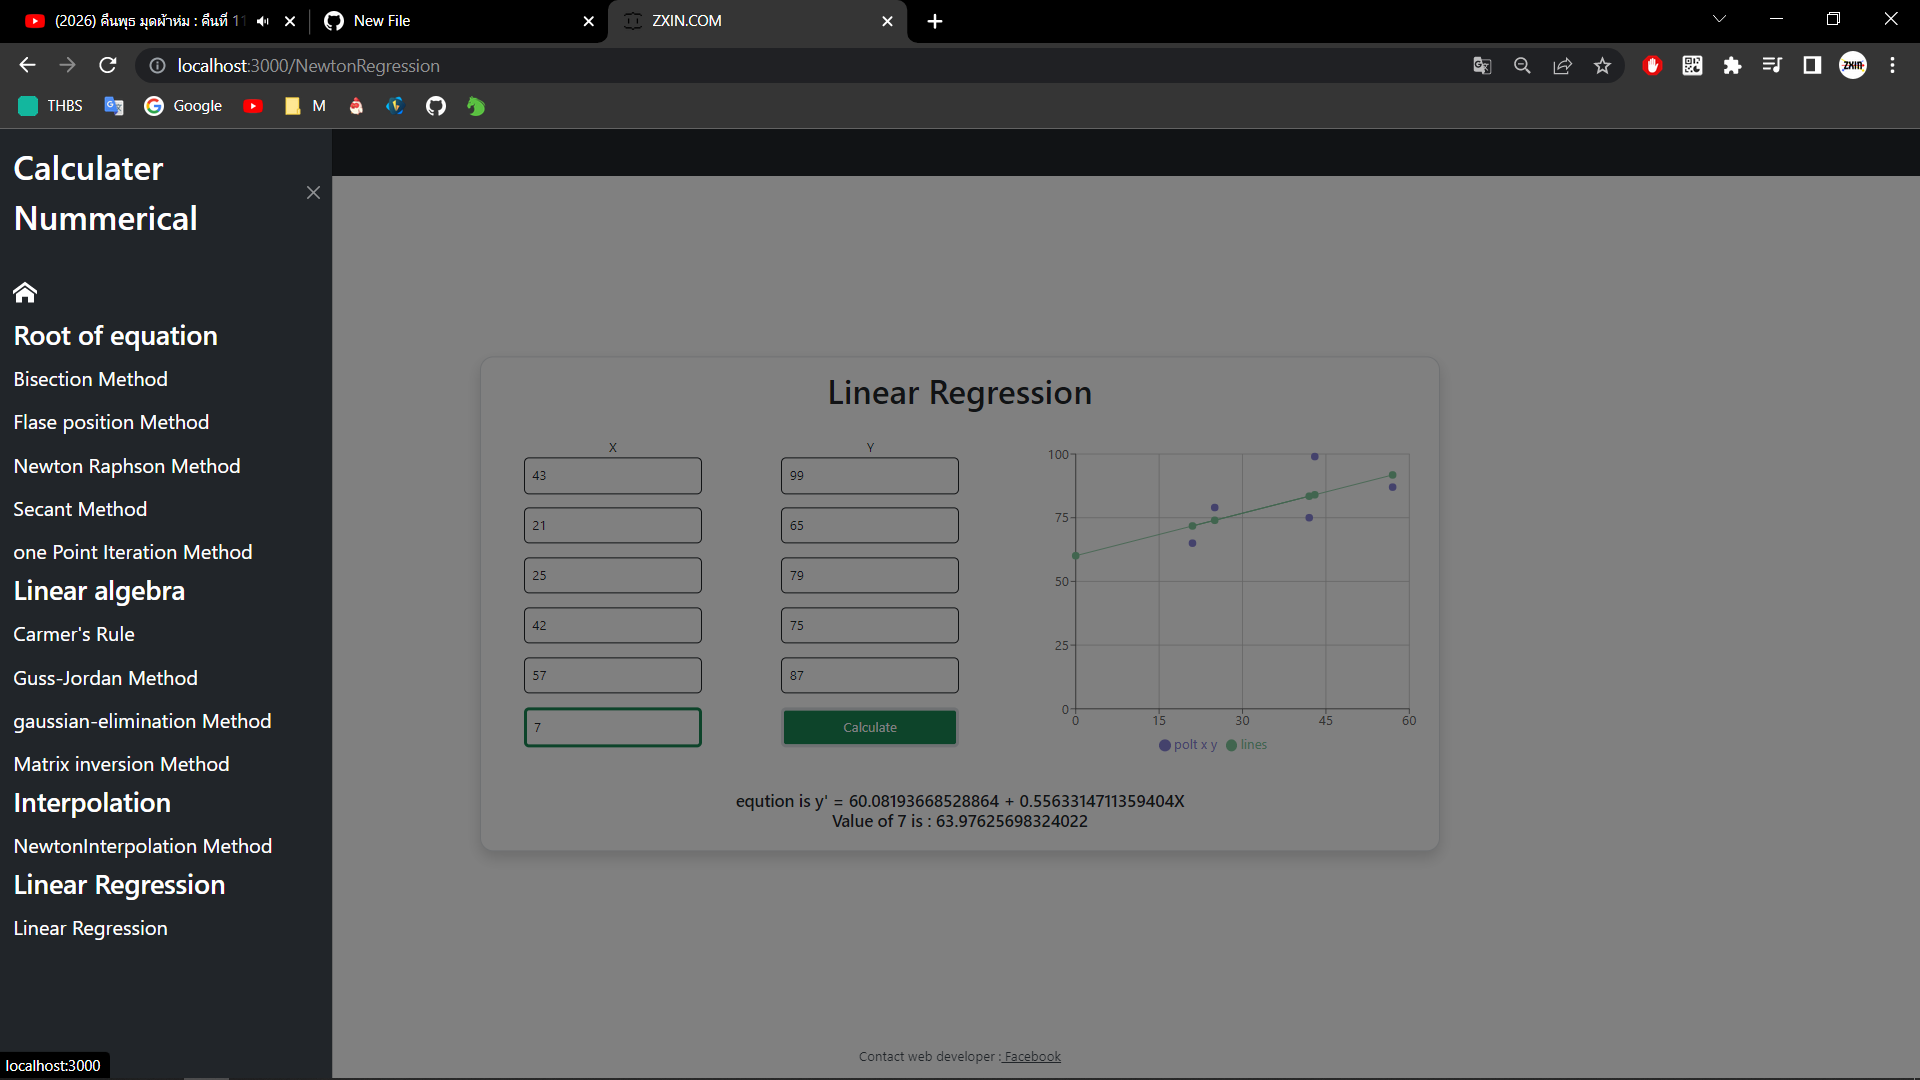 (2026) คืนพุธ มุดผ้าห่ม : คืนที่ 11
New File
ZXIN.COM
localhost:3000/NewtonRegression
THBS
Google
M
Calculater
Nummerical
Root of equation
Bisection Method
Flase position Method
Newton Raphson Method
Secant Method
one Point Iteration Method
Linear algebra
Carmer's Rule
Guss-Jordan Method
gaussian-elimination Method
Matrix inversion Method
Interpolation
NewtonInterpolation Method
Linear Regression
Linear Regression
localhost:3000
Linear Regression
X Y
43 99
21 65
25 79
42 75
57 87
7 Calculate
100
75
50
25
0
0 15 30 45 60
polt x y lines
eqution is y' = 60.08193668528864 + 0.5563314711359404X
Value of 7 is : 63.97625698324022
Contact web developer : Facebook